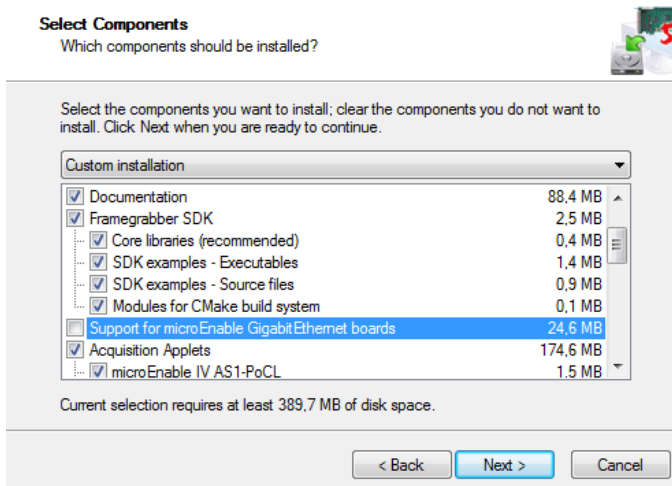 Select Components
Which components should be installed?
Select the components you want to install; clear the components you do not want to
install. Click Next when you are ready to continue.
Custom installation
Documentation 88,4 MB
Framegrabber SDK 2,5 MB
Core libraries (recommended) 0,4 MB
SDK examples - Executables 1,4 MB
SDK examples - Source files 0,9 MB
Modules for CMake build system 0,1 MB
Support for microEnable GigabitEthernet boards 24,6 MB
Acquisition Applets 174,6 MB
microEnable IV AS1-PoCL 1.5 MB
Current selection requires at least 389,7 MB of disk space.
< Back Next > Cancel